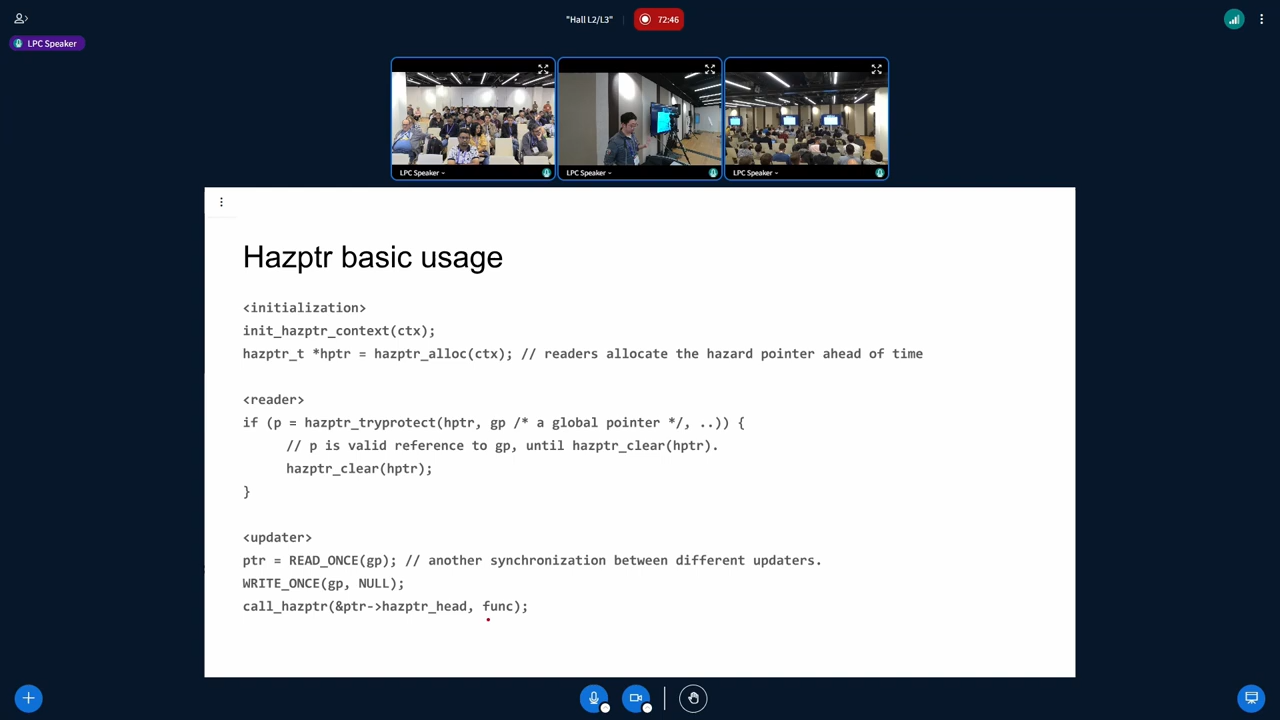 "Hall L2/L3"
72:46
LPC Speaker
LPC Speaker
LPC Speaker
LPC Speaker
Hazptr basic usage
<initialization>
init_hazptr_context(ctx);
hazptr_t *hptr = hazptr_alloc(ctx); // readers allocate the hazard pointer ahead of time
<reader>
if (p = hazptr_tryprotect(hptr, gp /* a global pointer */, ..)) {
// p is valid reference to gp, until hazptr_clear(hptr).
hazptr_clear(hptr);
}
<updater>
ptr = READ_ONCE(gp); // another synchronization between different updaters.
WRITE_ONCE(gp, NULL);
call_hazptr(&ptr->hazptr_head, func);